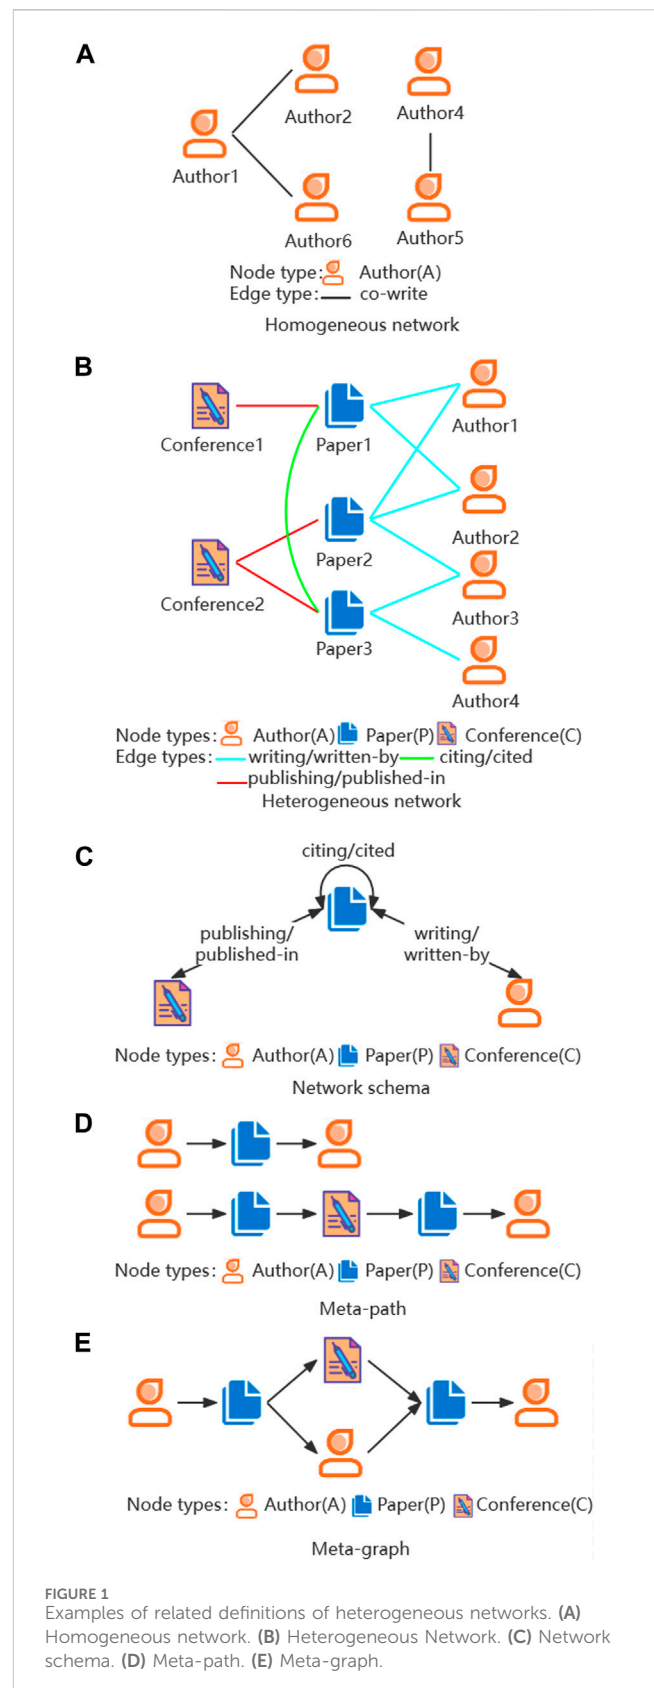 A
Author2
Author4
Author1
Author6
Author5
Node type: Author(A)
Edge type: co-write
Homogeneous network
B
Conference1
Paper1
Author1
Paper2
Author2
Conference2
Author3
Paper3
Author4
Node types: Author(A) Paper(P) Conference(C)
Edge types: writing/written-by citing/cited
publishing/published-in
Heterogeneous network
C
citing/cited
publishing/
published-in
writing/
written-by
Node types: Author(A) Paper(P) Conference(C)
Network schema
D
Node types: Author(A) Paper(P) Conference(C)
Meta-path
E
Node types: Author(A) Paper(P) Conference(C)
Meta-graph
FIGURE 1
Examples of related definitions of heterogeneous networks. (A)
Homogeneous network. (B) Heterogeneous Network. (C) Network
schema. (D) Meta-path. (E) Meta-graph.